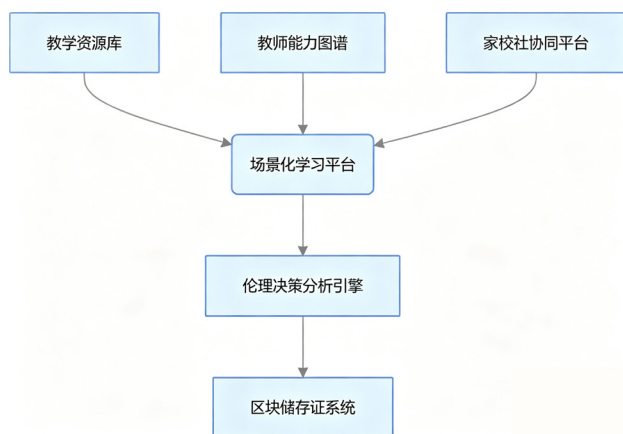 教学资源库
教师能力图谱
家校社协同平台
场景化学习平台
伦理决策分析引擎
区块储存证系统